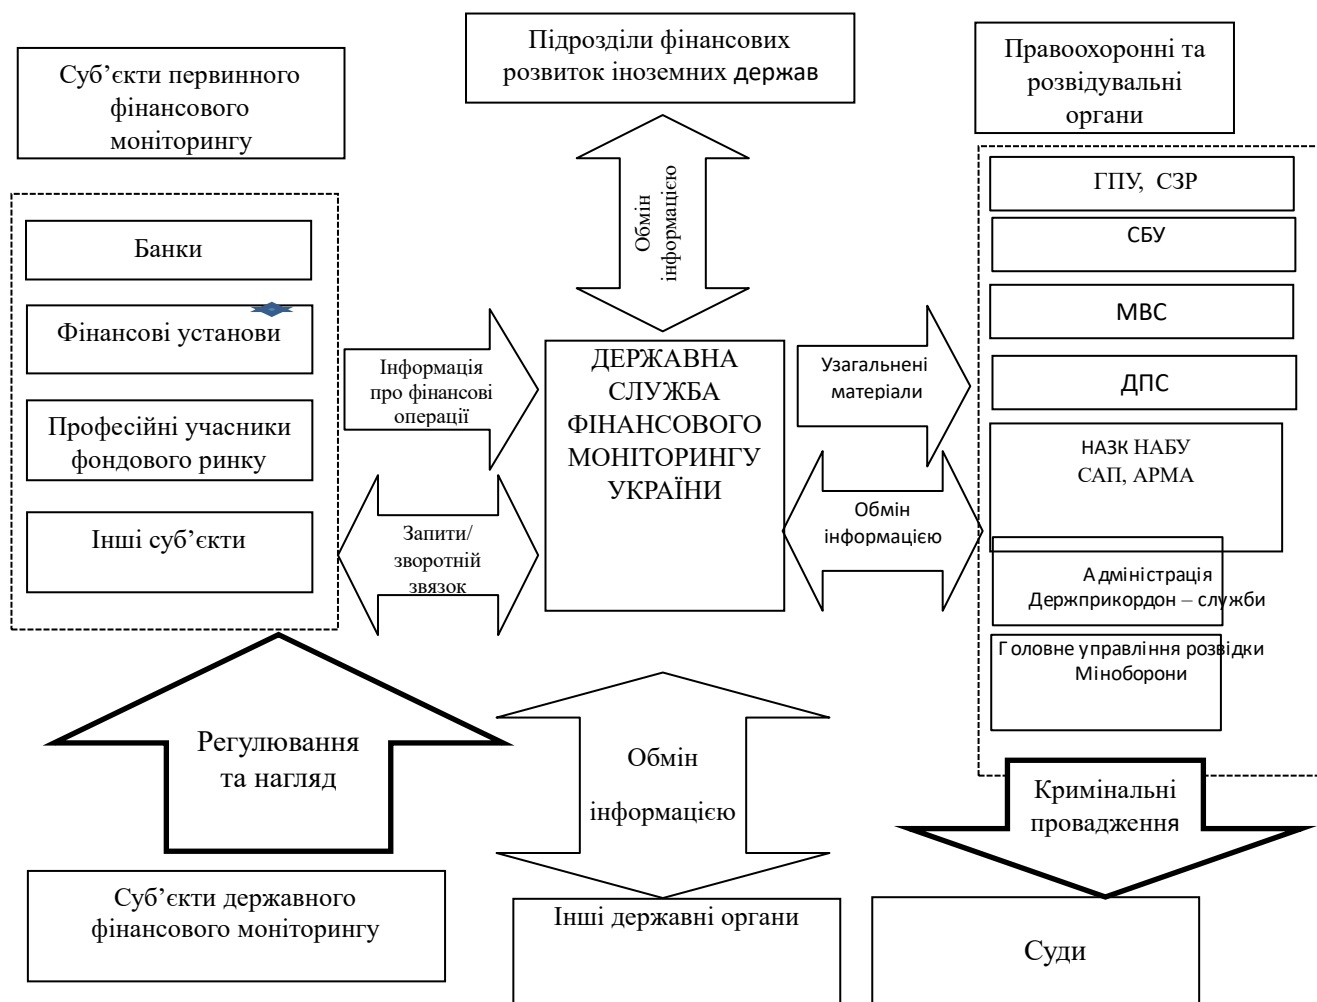 Суб’єкти первинного
фінансового
моніторингу
Підрозділи фінансових
розвиток іноземних держав
Правоохоронні та
розвідувальні
органи
Банки
Фінансові установи
Професійні учасники
фондового ринку
Інші суб’єкти
Обмін
інформацією
Інформація
про фінансові
операції
Запити/
зворотній
звязок
ДЕРЖАВНА
СЛУЖБА
ФІНАНСОВОГО
МОНІТОРИНГУ
УКРАЇНИ
Узагальнені
матеріали
Обмін
інформацією
ГПУ, СЗР
СБУ
МВС
ДПС
НАЗК НАБУ
САП, АРМА
Адміністрація
Держприкордон – служби
Головне управління розвідки
Міноборони
Регулювання
та нагляд
Обмін
інформацією
Кримінальні
провадження
Суб’єкти державного
фінансового моніторингу
Інші державні органи
Суди